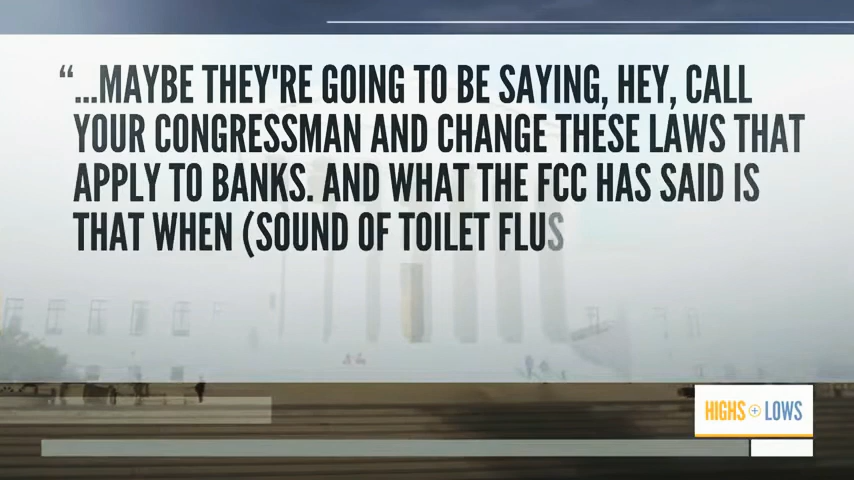 “...MAYBE THEY'RE GOING TO BE SAYING, HEY, CALL
YOUR CONGRESSMAN AND CHANGE THESE LAWS THAT
APPLY TO BANKS. AND WHAT THE FCC HAS SAID IS
THAT WHEN (SOUND OF TOILET FLUS
HIGHS + LOWS